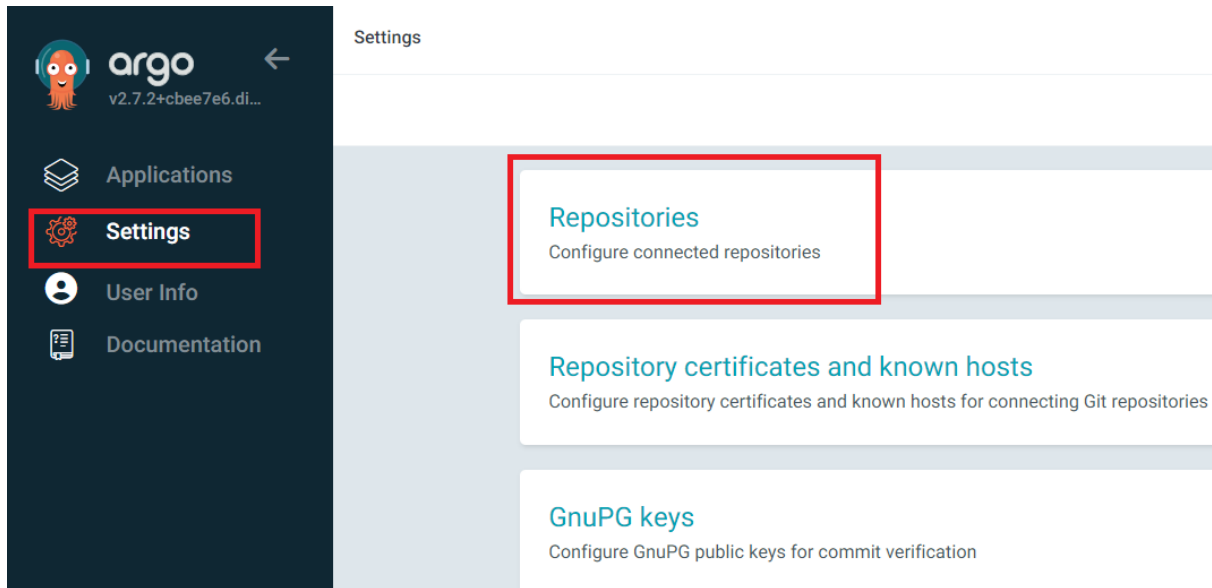 argo
v2.7.2+cbee7e6.di...
Applications
Settings
User Info
Documentation
Settings
Repositories
Configure connected repositories
Repository certificates and known hosts
Configure repository certificates and known hosts for connecting Git repositories
GnuPG keys
Configure GnuPG public keys for commit verification